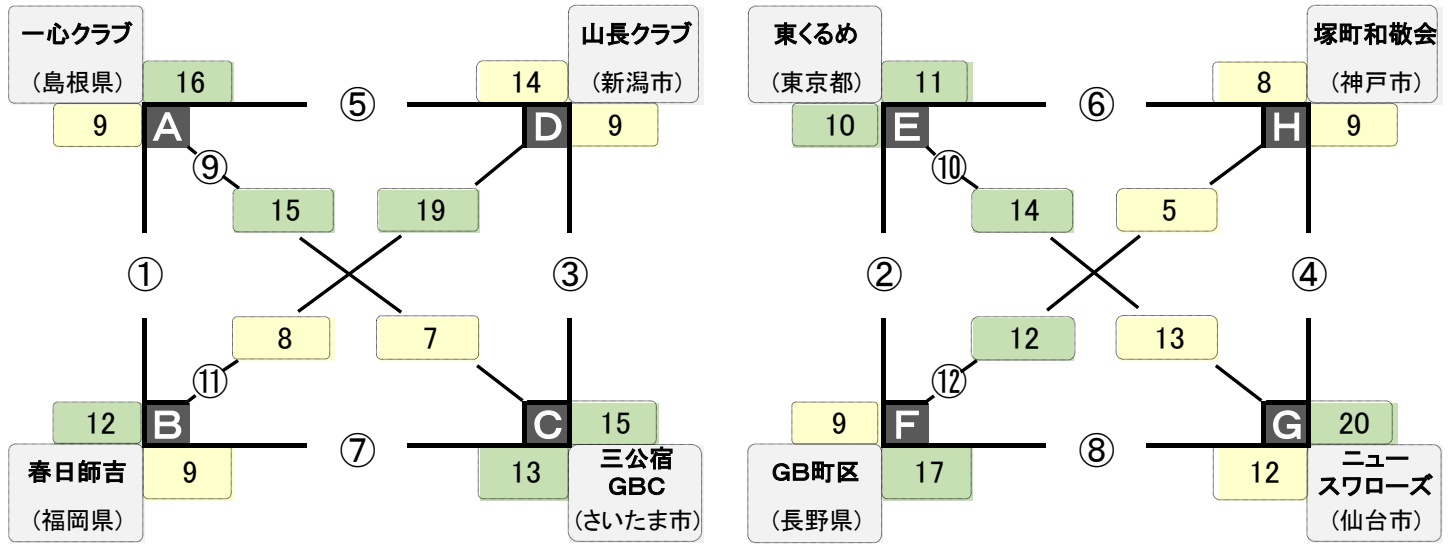 一心クラブ
(島根県)
16
9
A
⑤
山長クラブ
(新潟市)
14
9
D
⑨
15
19
①
③
8
7
⑪
12
B
9
春日師吉
(福岡県)
⑦
C
15
13
三公宿
GBC
(さいたま市)
東くるめ
(東京都)
11
10
E
⑥
塚町和敬会
(神戸市)
8
9
H
⑩
14
5
②
④
12
13
⑫
9
F
17
GB町区
(長野県)
⑧
G
20
12
ニュー
スワローズ
(仙台市)